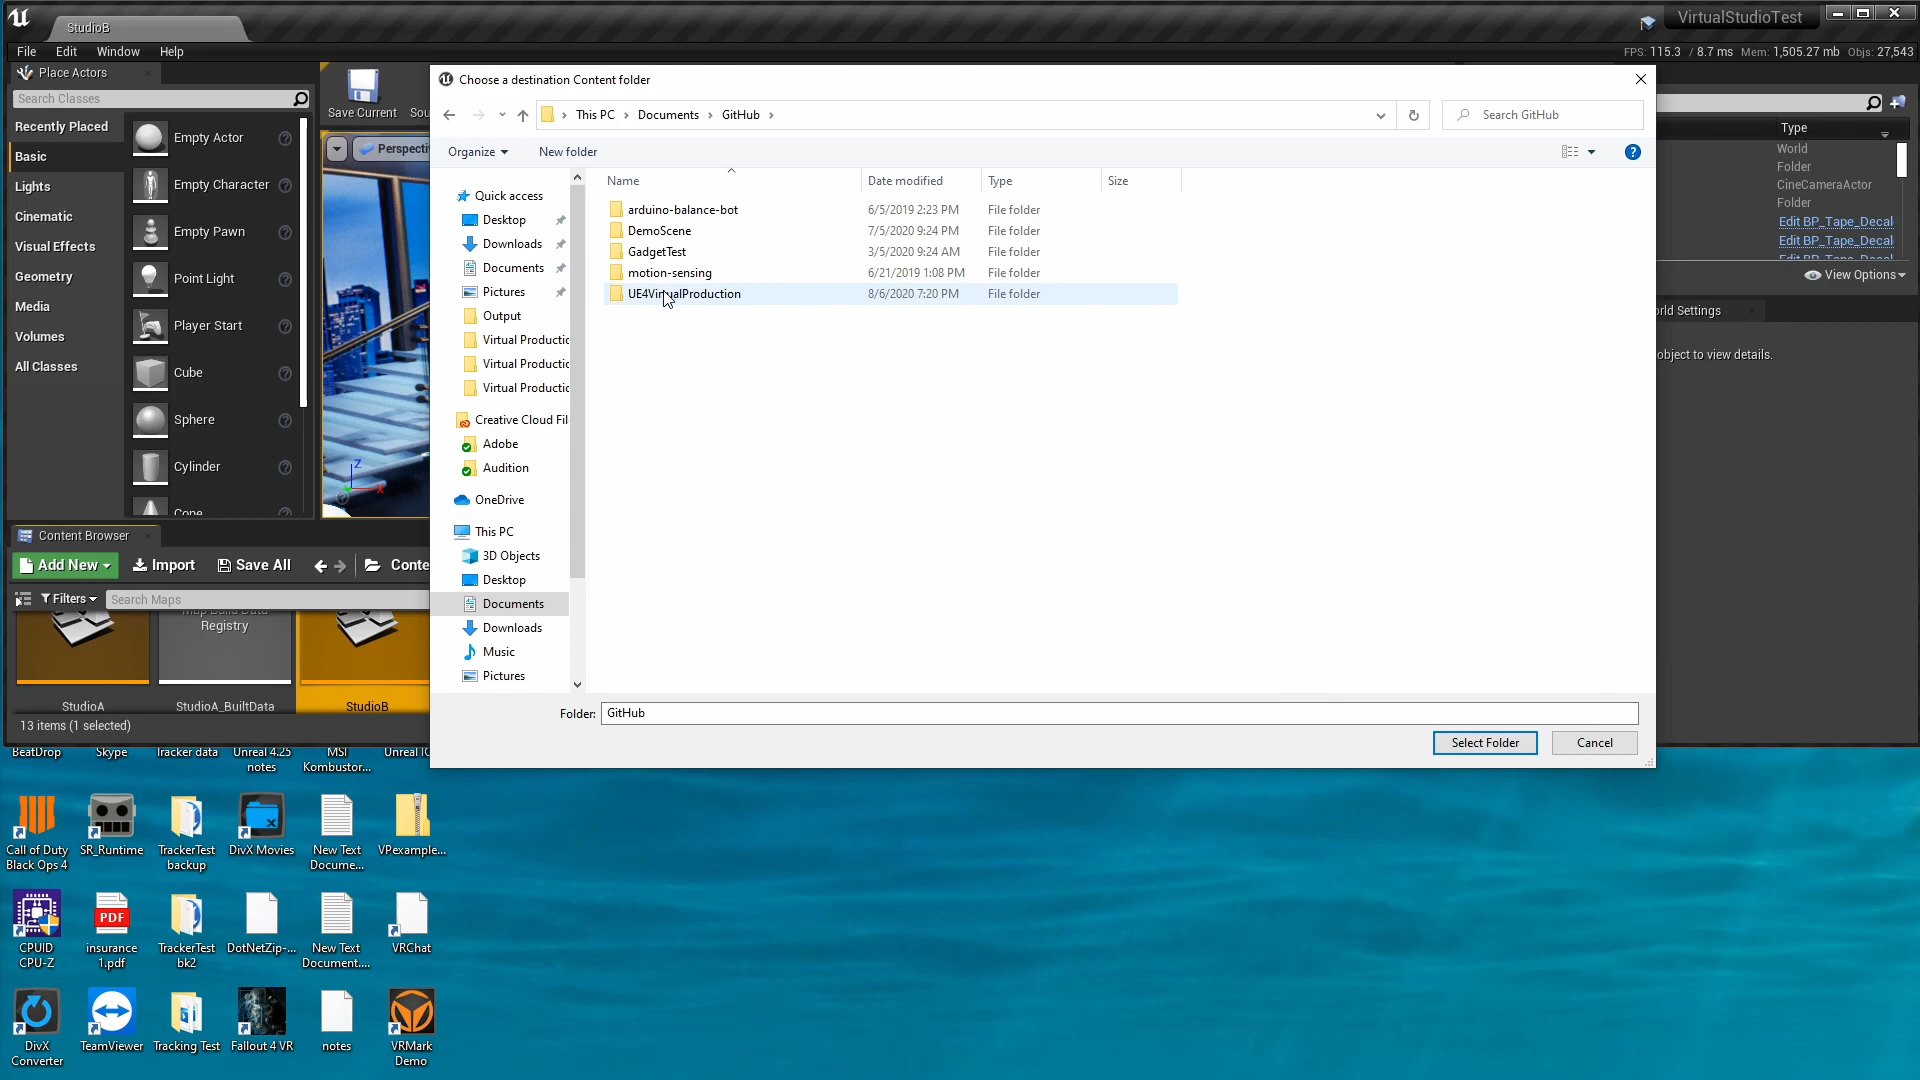 StudioB
VirtualStudioTest
File Edit Window Help
FPS: 115.3 / 8.7 ms Mem: 1,505.27 mb Objs: 27,543
Place Actors
Search Classes
Recently Placed
Basic
Lights
Cinematic
Visual Effects
Geometry
Media
Volumes
All Classes
Empty Actor
Empty Character
Empty Pawn
Point Light
Player Start
Cube
Sphere
Cylinder
Cone
Save Current
Sou
Perspecti
Choose a destination Content folder
This PC > Documents > GitHub >
Search GitHub
Organize
New folder
Name Date modified Type Size
arduino-balance-bot 6/5/2019 2:23 PM File folder
DemoScene 7/5/2020 9:24 PM File folder
GadgetTest 3/5/2020 9:24 AM File folder
motion-sensing 6/21/2019 1:08 PM File folder
UE4VirtualProduction 8/6/2020 7:20 PM File folder
Quick access
Desktop
Downloads
Documents
Pictures
Output
Virtual Productio
Virtual Productio
Virtual Productio
Creative Cloud Fil
Adobe
Audition
OneDrive
This PC
3D Objects
Desktop
Documents
Downloads
Music
Pictures
Folder: GitHub
Select Folder
Cancel
Type
World
Folder
CineCameraActor
Folder
Edit BP_Tape_Decal
Edit BP_Tape_Decal
Edit BP_Tape_Decal
View Options
orld Settings
object to view details.
Content Browser
Add New
Import
Save All
Conte
Filters
Search Maps
Map Build Data
Registry
StudioA
StudioA_BuiltData
StudioB
13 items (1 selected)
BeatDrop
Skype
Tracker data
Unreal 4.25
notes
MSI
Kombustor...
Call of Duty
Black Ops 4
SR_Runtime
TrackerTest
backup
DivX Movies
New Text
Docume...
VPexample...
CPUID
CPU-Z
PDF
insurance
1.pdf
TrackerTest
bk2
DotNetZip-...
New Text
Document....
VRChat
DivX
Converter
TeamViewer
Tracking Test
Fallout 4 VR
notes
VRMark
Demo